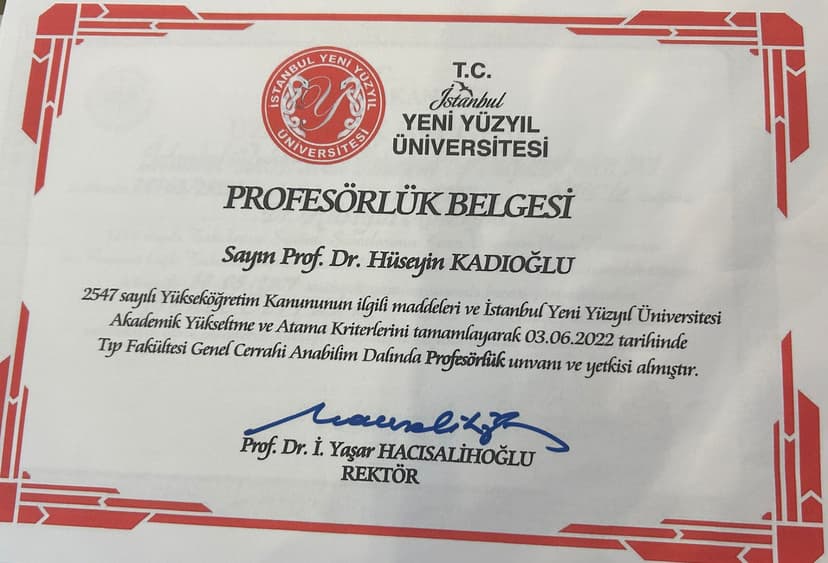 İSTANBUL YENİ YÜZYIL
ÜNİVERSİTESİ
Y
T.C.
İstanbul
YENİ YÜZYIL
ÜNİVERSİTESİ
PROFESÖRLÜK BELGESİ
Sayın Prof. Dr. Hüseyin KADIOĞLU
2547 sayılı Yükseköğretim Kanununun ilgili maddeleri ve İstanbul Yeni Yüzyıl Üniversitesi
Akademik Yükseltme ve Atama Kriterlerini tamamlayarak 03.06.2022 tarihinde
Tıp Fakültesi Genel Cerrahi Anabilim Dalında Profesörlük unvanı ve yetkisi almıştır.
Prof. Dr. İ. Yaşar HACISALİHOĞLU
REKTÖR